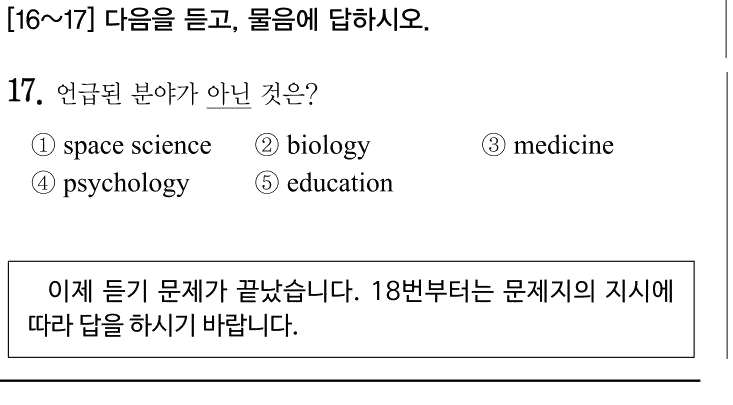 [16～17] 다음을 듣고, 물음에 답하시오.
17. 언급된 분야가 아닌 것은?
① space science ② biology ③ medicine
④ psychology ⑤ education
이제 듣기 문제가 끝났습니다. 18번부터는 문제지의 지시에
따라 답을 하시기 바랍니다.